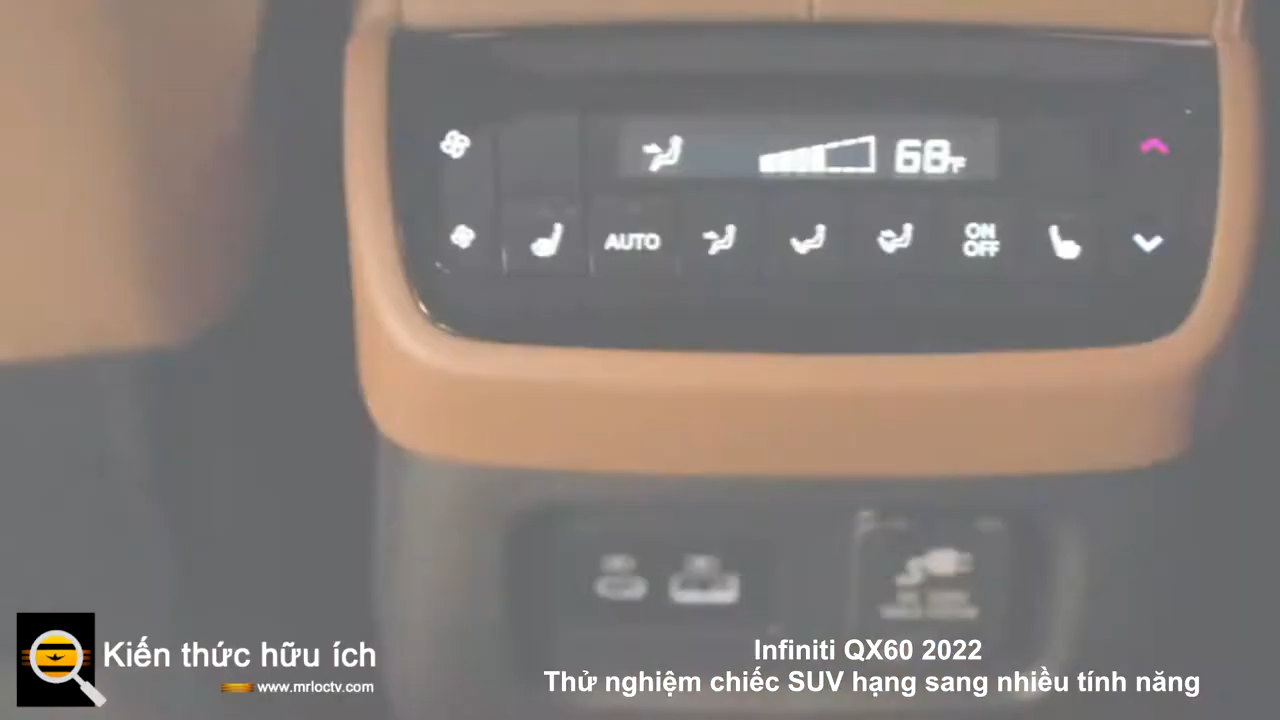 68°F
AUTO
ON
OFF
Kiến thức hữu ích
www.mrloctv.com
Infiniti QX60 2022
Thử nghiệm chiếc SUV hạng sang nhiều tính năng